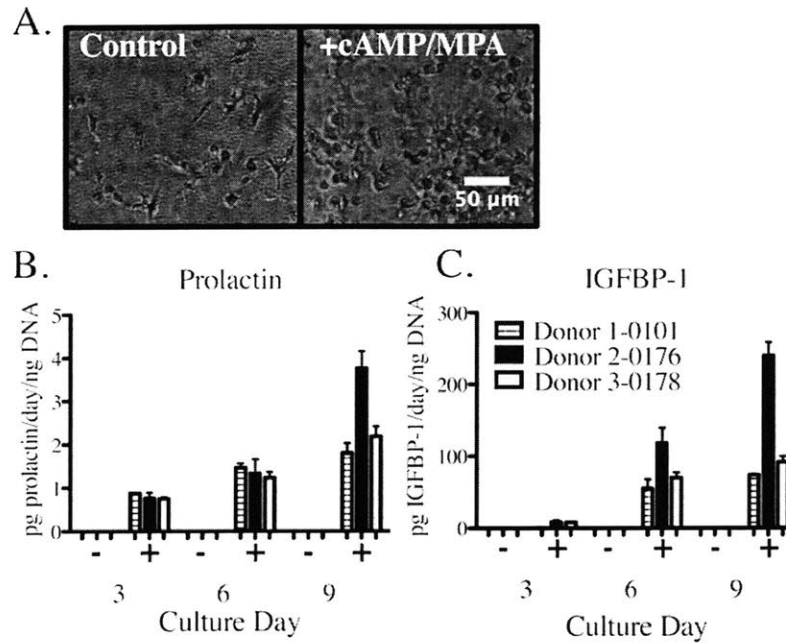 A.
Control
+cAMP/MPA
50 µm
B.
Prolactin
pg prolactin/day/ng DNA
5
4
3
2
1
0
- + - + - +
3 6 9
Culture Day
C.
IGFBP-1
pg IGFBP-1/day/ng DNA
300
200
100
0
Donor 1-0101
Donor 2-0176
Donor 3-0178
- + - + - +
3 6 9
Culture Day